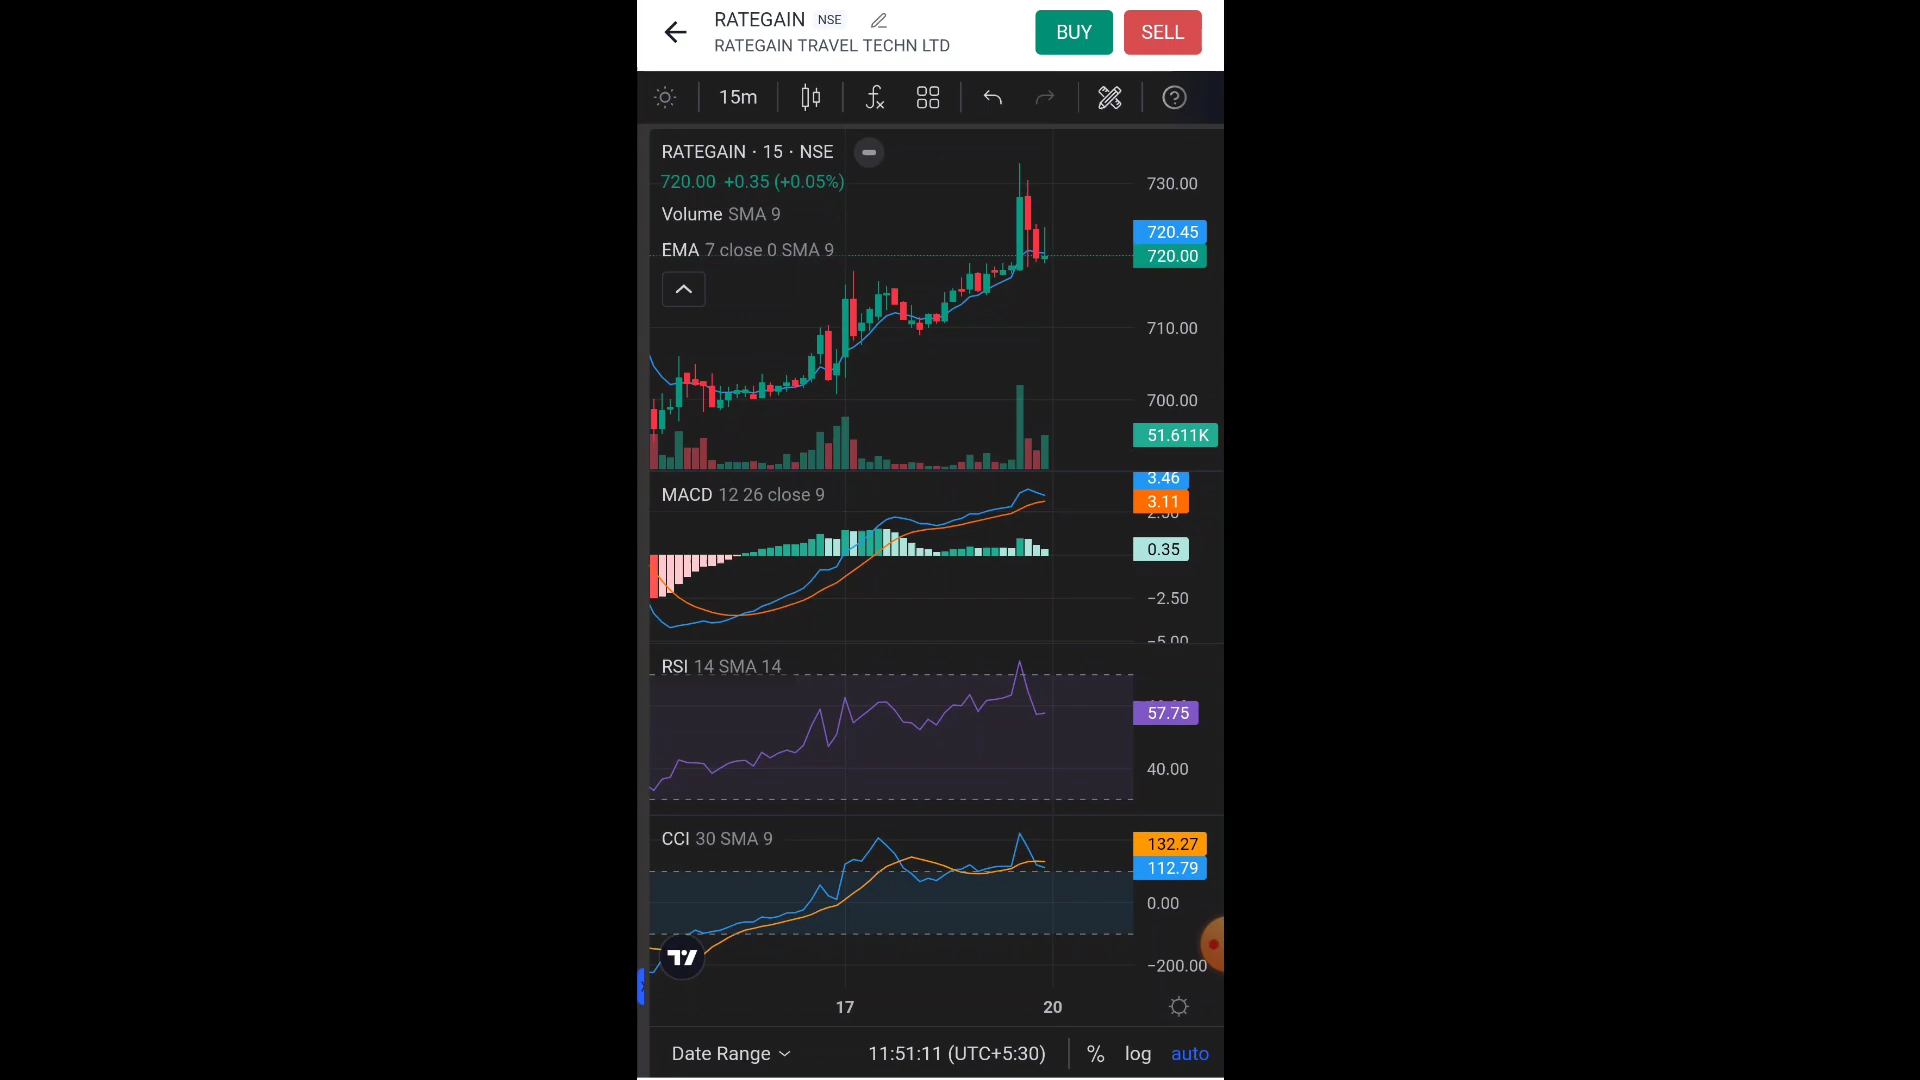 RATEGAIN NSE
RATEGAIN TRAVEL TECHN LTD
BUY
SELL
15m
RATEGAIN · 15 · NSE
720.00 +0.35 (+0.05%)
Volume SMA 9
EMA 7 close 0 SMA 9
730.00
720.45
720.00
710.00
700.00
51.611K
MACD 12 26 close 9
3.46
3.11
0.35
−2.50
−5.00
RSI 14 SMA 14
57.75
40.00
CCI 30 SMA 9
132.27
112.79
0.00
−200.00
17
20
Date Range
11:51:11 (UTC+5:30)
%
log
auto